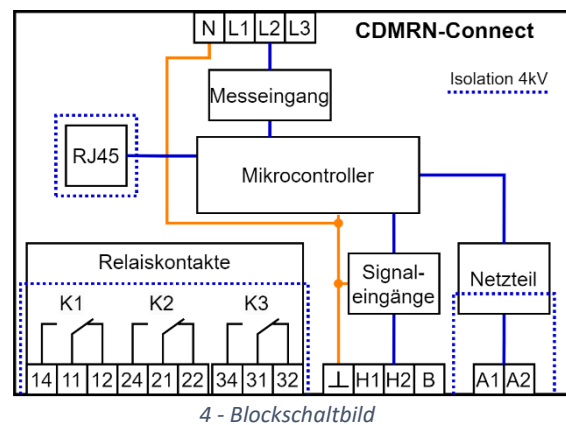 N L1 L2 L3
CDMRN-Connect
Isolation 4kV
Messeingang
RJ45
Mikrocontroller
Relaiskontakte
K1 K2 K3
Signal-
eingänge
Netzteil
14 11 12 24 21 22 34 31 32
⊥ H1 H2 B
A1 A2
4 - Blockschaltbild